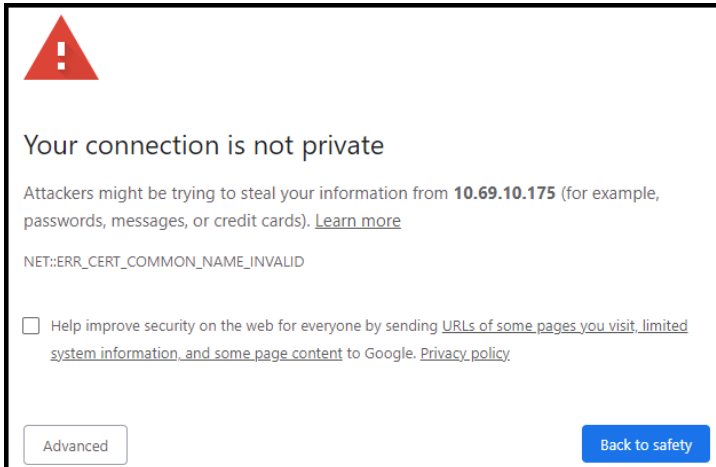 Your connection is not private
Attackers might be trying to steal your information from 10.69.10.175 (for example,
passwords, messages, or credit cards). Learn more
NET::ERR_CERT_COMMON_NAME_INVALID
Help improve security on the web for everyone by sending URLs of some pages you visit, limited
system information, and some page content to Google. Privacy policy
Advanced
Back to safety